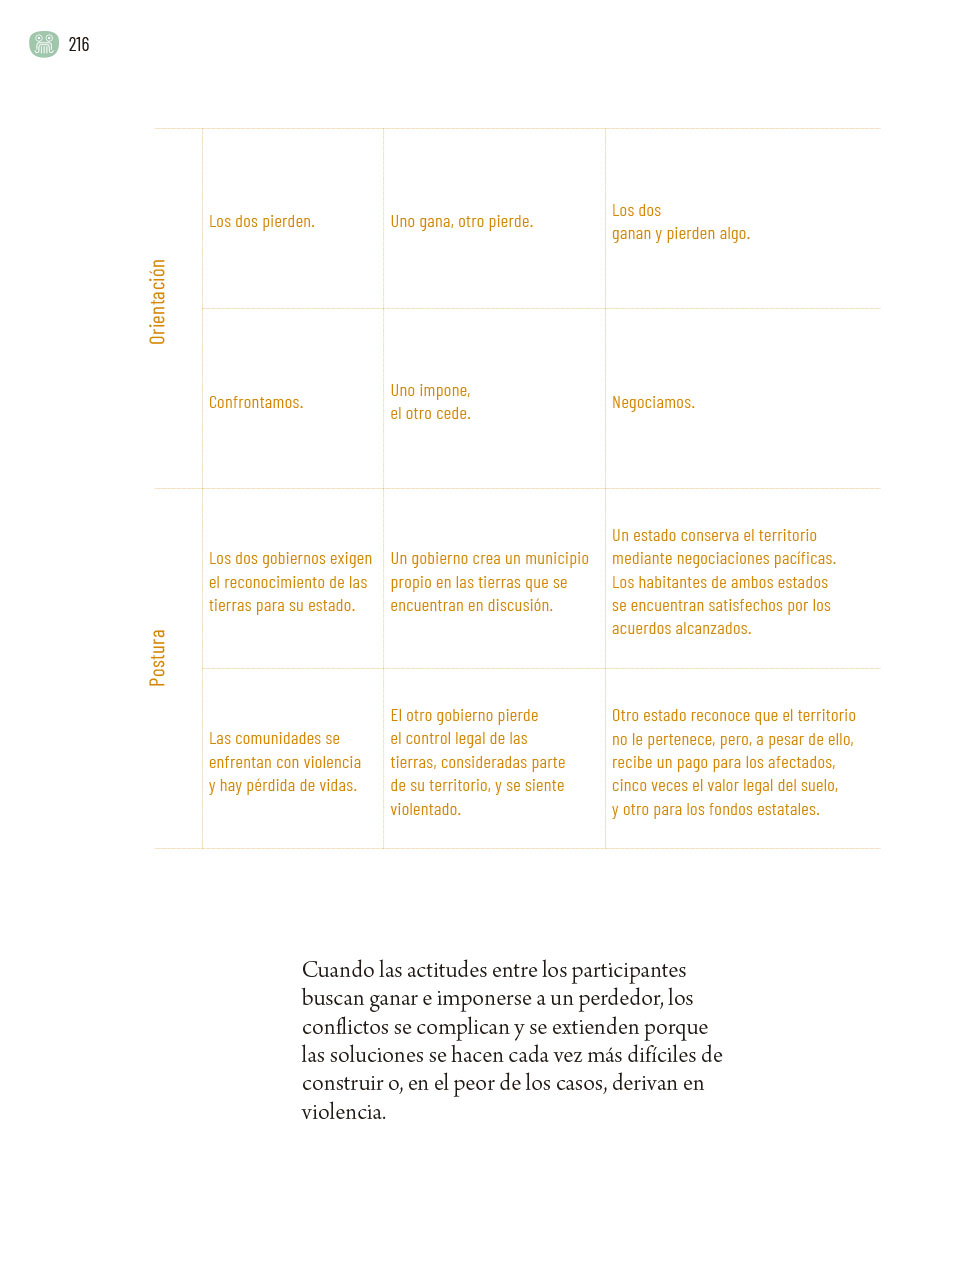 216
Orientación
Los dos pierden.
Uno gana, otro pierde.
Los dos
ganan y pierden algo.
Confrontamos.
Uno impone,
el otro cede.
Negociamos.
Postura
Los dos gobiernos exigen
el reconocimiento de las
tierras para su estado.
Un gobierno crea un municipio
propio en las tierras que se
encuentran en discusión.
Un estado conserva el territorio
mediante negociaciones pacíficas.
Los habitantes de ambos estados
se encuentran satisfechos por los
acuerdos alcanzados.
Las comunidades se
enfrentan con violencia
y hay pérdida de vidas.
El otro gobierno pierde
el control legal de las
tierras, consideradas parte
de su territorio, y se siente
violentado.
Otro estado reconoce que el territorio
no le pertenece, pero, a pesar de ello,
recibe un pago para los afectados,
cinco veces el valor legal del suelo,
y otro para los fondos estatales.
Cuando las actitudes entre los participantes
buscan ganar e imponerse a un perdedor, los
conflictos se complican y se extienden porque
las soluciones se hacen cada vez más difíciles de
construir o, en el peor de los casos, derivan en
violencia.